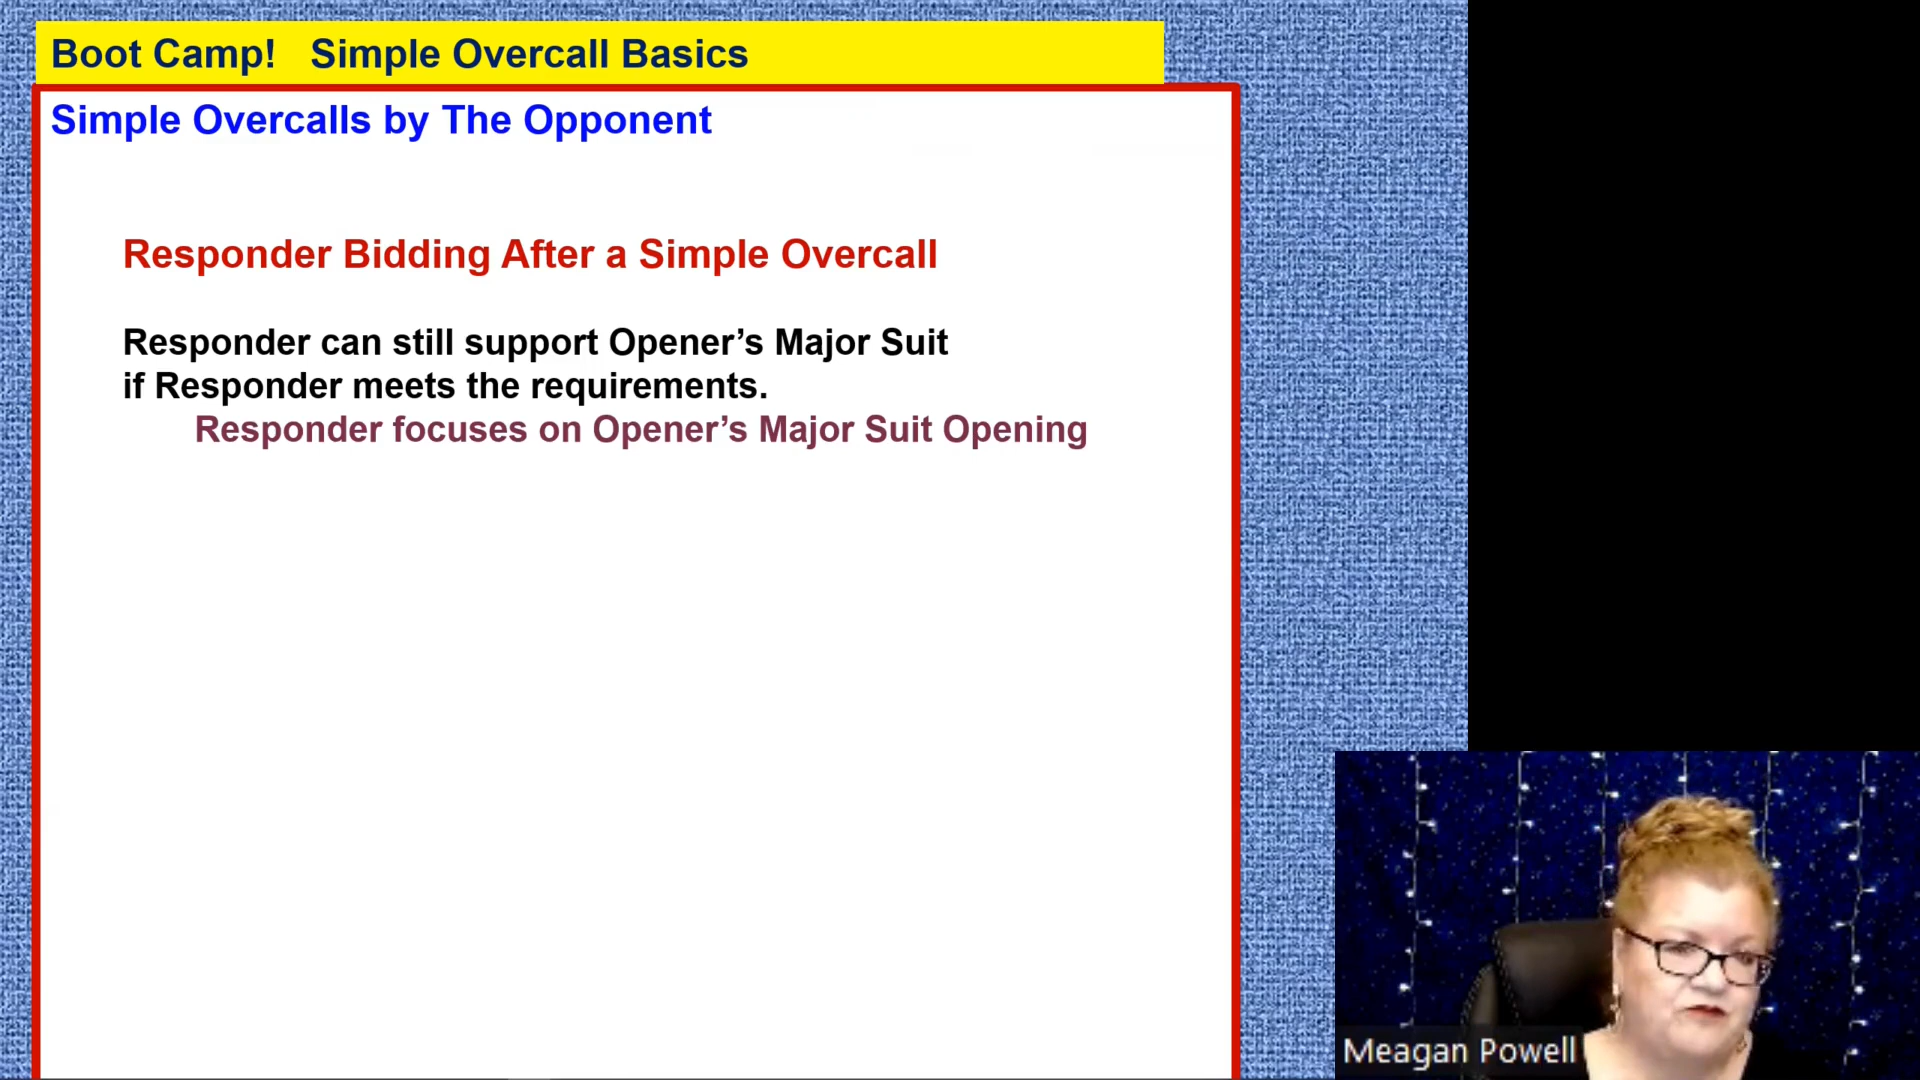 Boot Camp!   Simple Overcall Basics
Simple Overcalls by The Opponent
Responder Bidding After a Simple Overcall
Responder can still support Opener’s Major Suit
if Responder meets the requirements.
Responder focuses on Opener’s Major Suit Opening
Meagan Powell